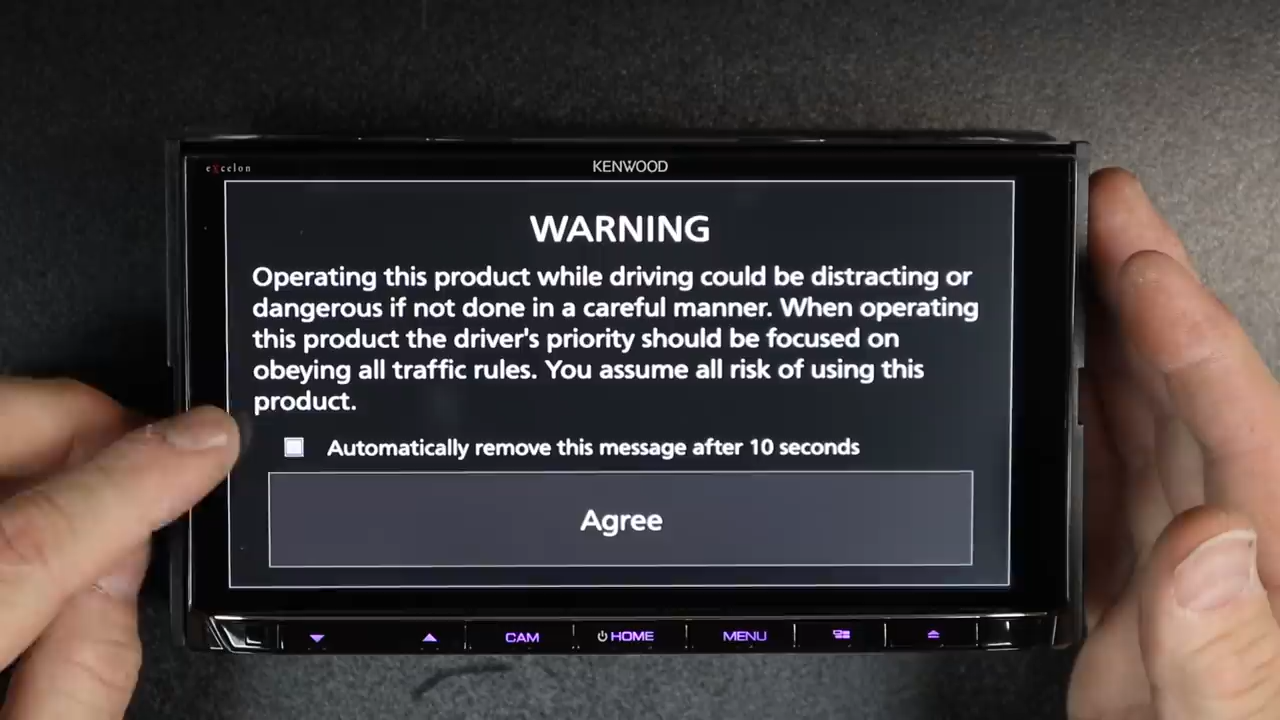 excelon
KENWOOD
WARNING
Operating this product while driving could be distracting or
dangerous if not done in a careful manner. When operating
this product the driver's priority should be focused on
obeying all traffic rules. You assume all risk of using this
product.
Automatically remove this message after 10 seconds
Agree
CAM
HOME
MENU